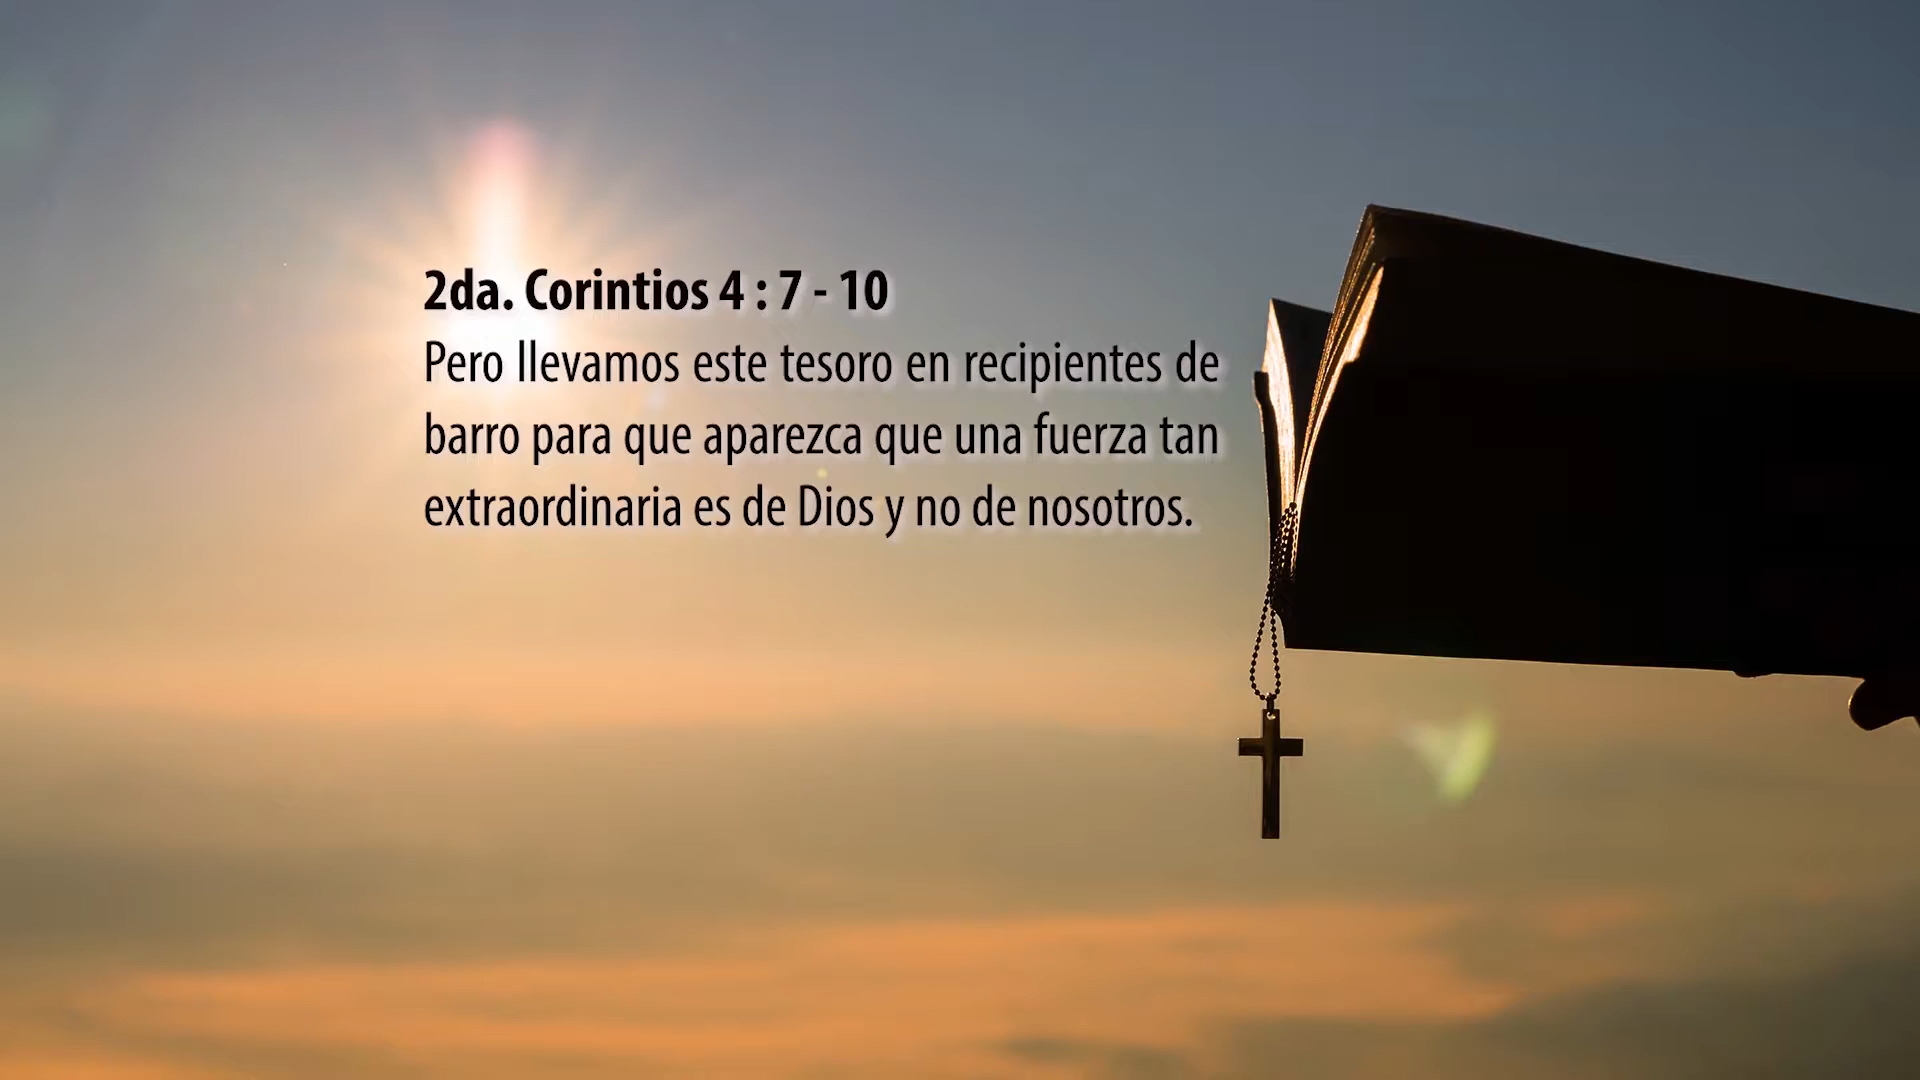 2da. Corintios 4 : 7 - 10
Pero llevamos este tesoro en recipientes de
barro para que aparezca que una fuerza tan
extraordinaria es de Dios y no de nosotros.